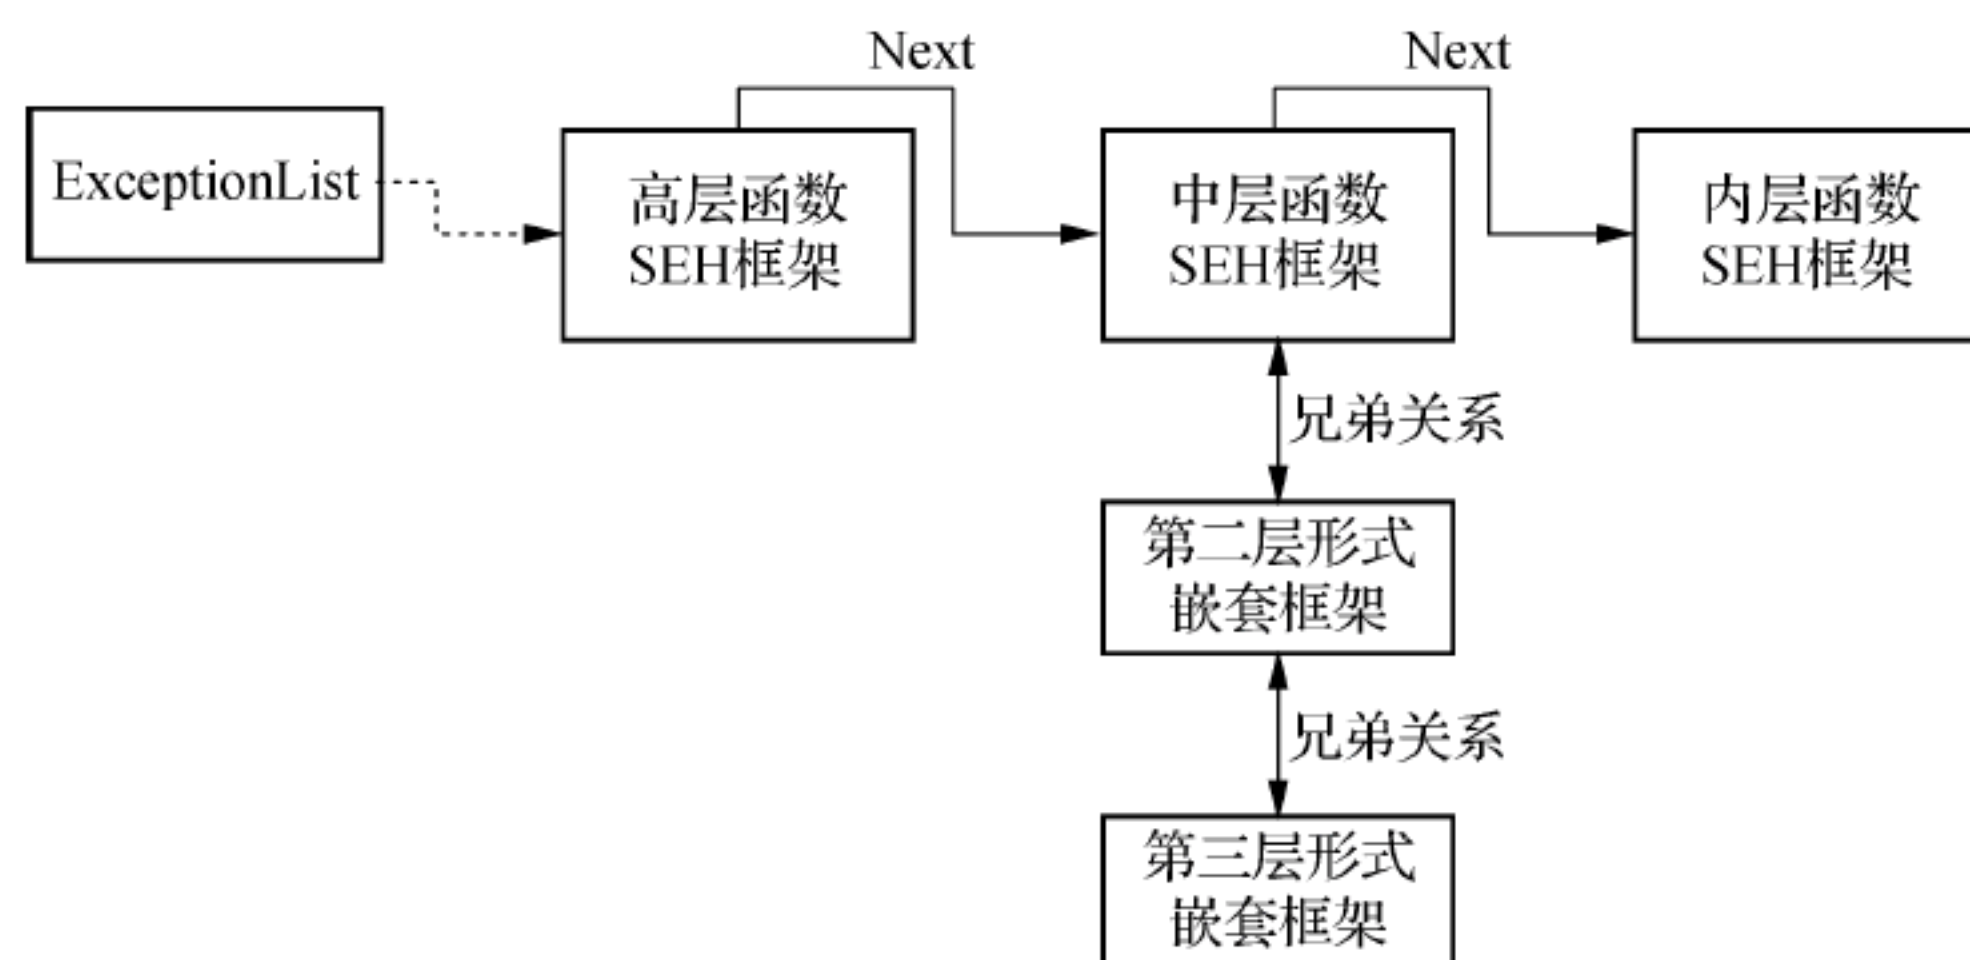 Next
Next
ExceptionList
高层函数
SEH框架
中层函数
SEH框架
内层函数
SEH框架
兄弟关系
第二层形式
嵌套框架
兄弟关系
第三层形式
嵌套框架